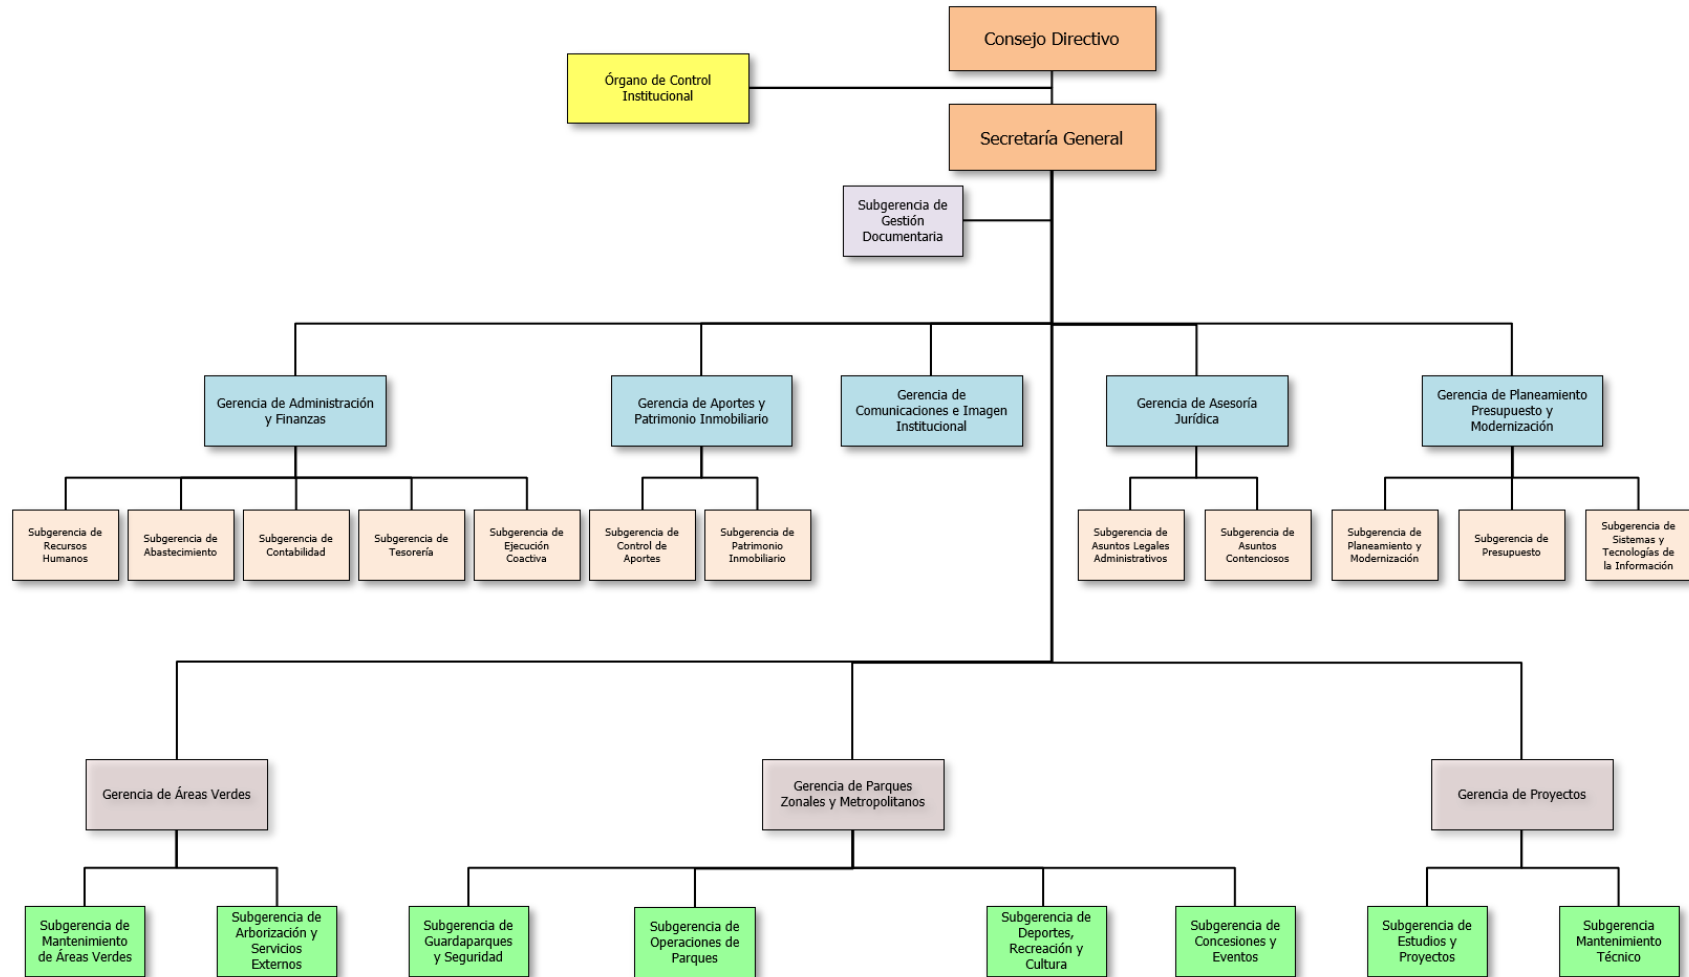 Consejo Directivo
Órgano de Control
Institucional
Secretaría General
Subgerencia de
Gestión
Documentaria
Gerencia de Administración
y Finanzas
Gerencia de Aportes y
Patrimonio Inmobiliario
Gerencia de
Comunicaciones e Imagen
Institucional
Gerencia de Asesoría
Jurídica
Gerencia de Planeamiento
Presupuesto y
Modernización
Subgerencia de
Recursos
Humanos
Subgerencia de
Abastecimiento
Subgerencia de
Contabilidad
Subgerencia de
Tesorería
Subgerencia de
Ejecución
Coactiva
Subgerencia de
Control de
Aportes
Subgerencia de
Patrimonio
Inmobiliario
Subgerencia de
Asuntos Legales
Administrativos
Subgerencia de
Asuntos
Contenciosos
Subgerencia de
Planeamiento y
Modernización
Subgerencia de
Presupuesto
Subgerencia de
Sistemas y
Tecnologías de
la Información
Gerencia de Áreas Verdes
Gerencia de Parques
Zonales y Metropolitanos
Gerencia de Proyectos
Subgerencia de
Mantenimiento
de Áreas Verdes
Subgerencia de
Arborización y
Servicios
Externos
Subgerencia de
Guardaparques
y Seguridad
Subgerencia de
Operaciones de
Parques
Subgerencia de
Deportes,
Recreación y
Cultura
Subgerencia de
Concesiones y
Eventos
Subgerencia de
Estudios y
Proyectos
Subgerencia
Mantenimiento
Técnico